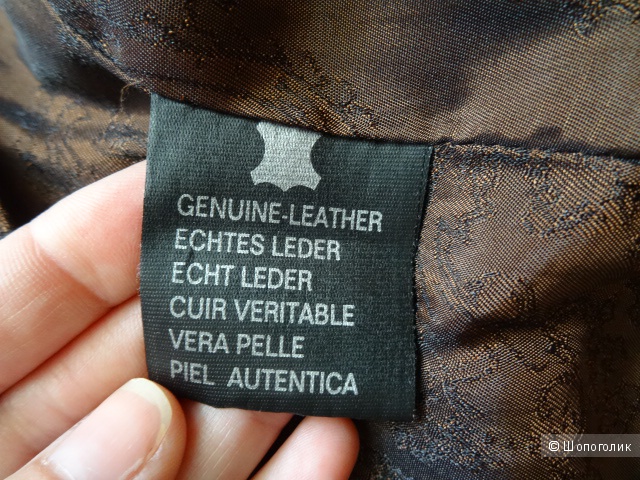 GENUINE-LEATHER
ECHTES LEDER
ECHT LEDER
CUIR VERITABLE
VERA PELLE
PIEL AUTENTICA
© Шопоголик